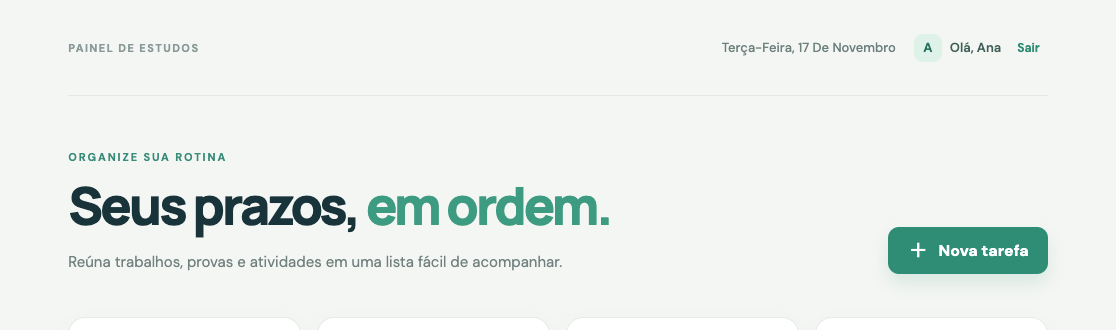 PAINEL DE ESTUDOS
Terça-Feira, 17 De Novembro
A
Olá, Ana
Sair
ORGANIZE SUA ROTINA
Seus prazos, em ordem.
Reúna trabalhos, provas e atividades em uma lista fácil de acompanhar.
+ Nova tarefa